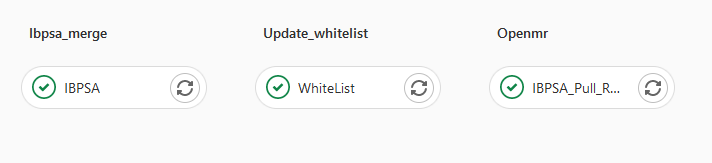 Ibpsa_merge
Update_whitelist
Openmr
IBPSA
WhiteList
IBPSA_Pull_R...